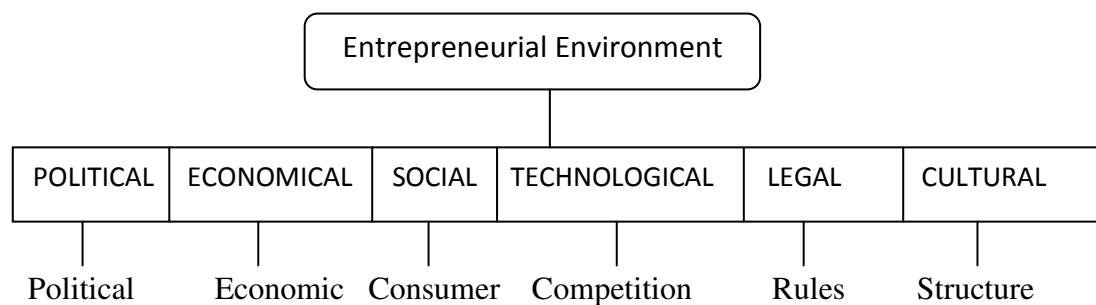 Entrepreneurial Environment
POLITICAL ECONOMICAL SOCIAL TECHNOLOGICAL LEGAL CULTURAL
Political Economic Consumer Competition Rules Structure